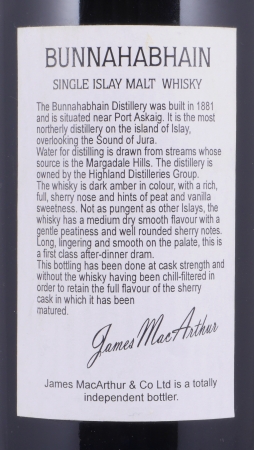 BUNNAHABHAIN
SINGLE ISLAY MALT WHISKY
The Bunnahabhain Distillery was built in 1881
and is situated near Port Askaig. It is the most
northerly distillery on the island of Islay,
overlooking the Sound of Jura.
Water for distilling is drawn from streams whose
source is the Margadale Hills. The distillery is
owned by the Highland Distilleries Group.
The whisky is dark amber in colour, with a rich,
full, sherry nose and hints of peat and vanilla
sweetness. Not as pungent as other Islays, the
whisky has a medium dry smooth flavour with a
gentle peatiness and well rounded sherry notes.
Long, lingering and smooth on the palate, this is
a first class after-dinner dram.
This bottling has been done at cask strength and
without the whisky having been chill-filtered in
order to retain the full flavour of the sherry
cask in which it has been
matured.
James MacArthur
James MacArthur & Co Ltd is a totally
independent bottler.